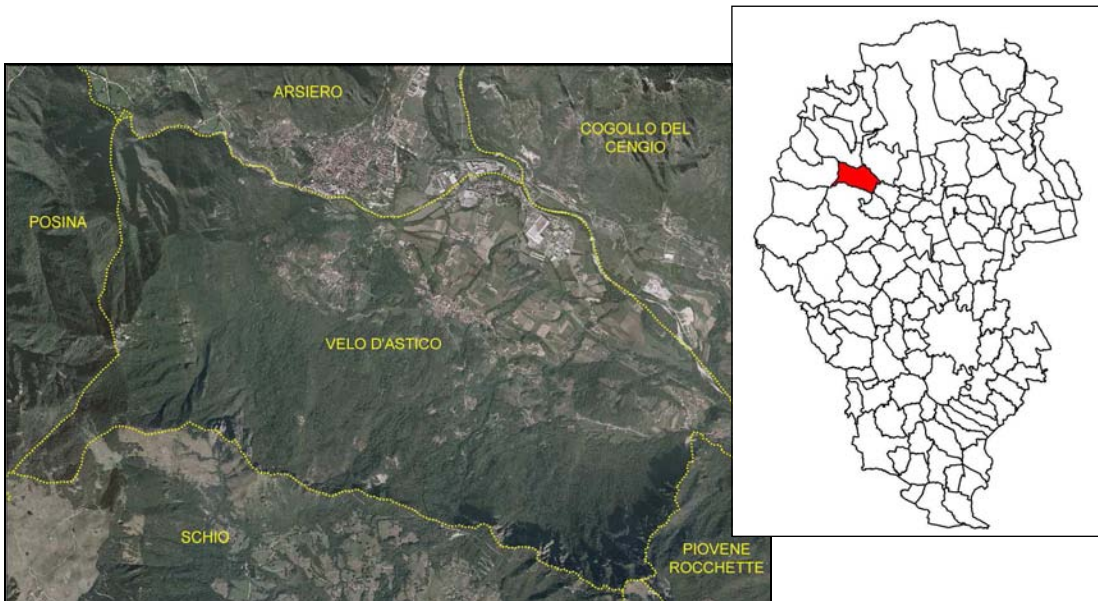 ARSIERO
COGOLLO DEL
CENGIO
POSINA
VELO D'ASTICO
SCHIO
PIOVENE
ROCCHETTE